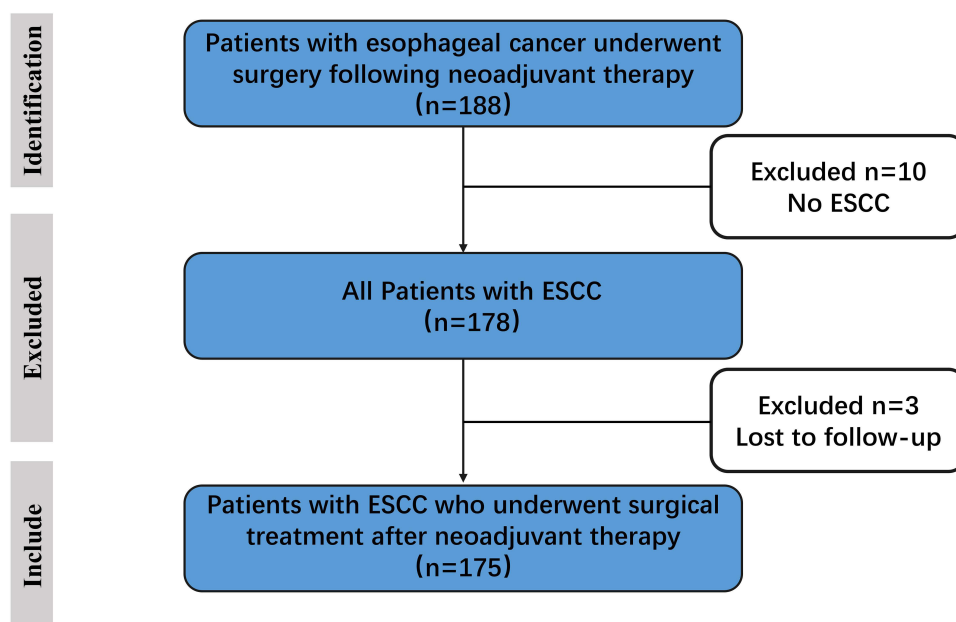 Identification
Patients with esophageal cancer underwent
surgery following neoadjuvant therapy
(n=188)
Excluded n=10
No ESCC
Excluded
All Patients with ESCC
(n=178)
Excluded n=3
Lost to follow-up
Include
Patients with ESCC who underwent surgical
treatment after neoadjuvant therapy
(n=175)